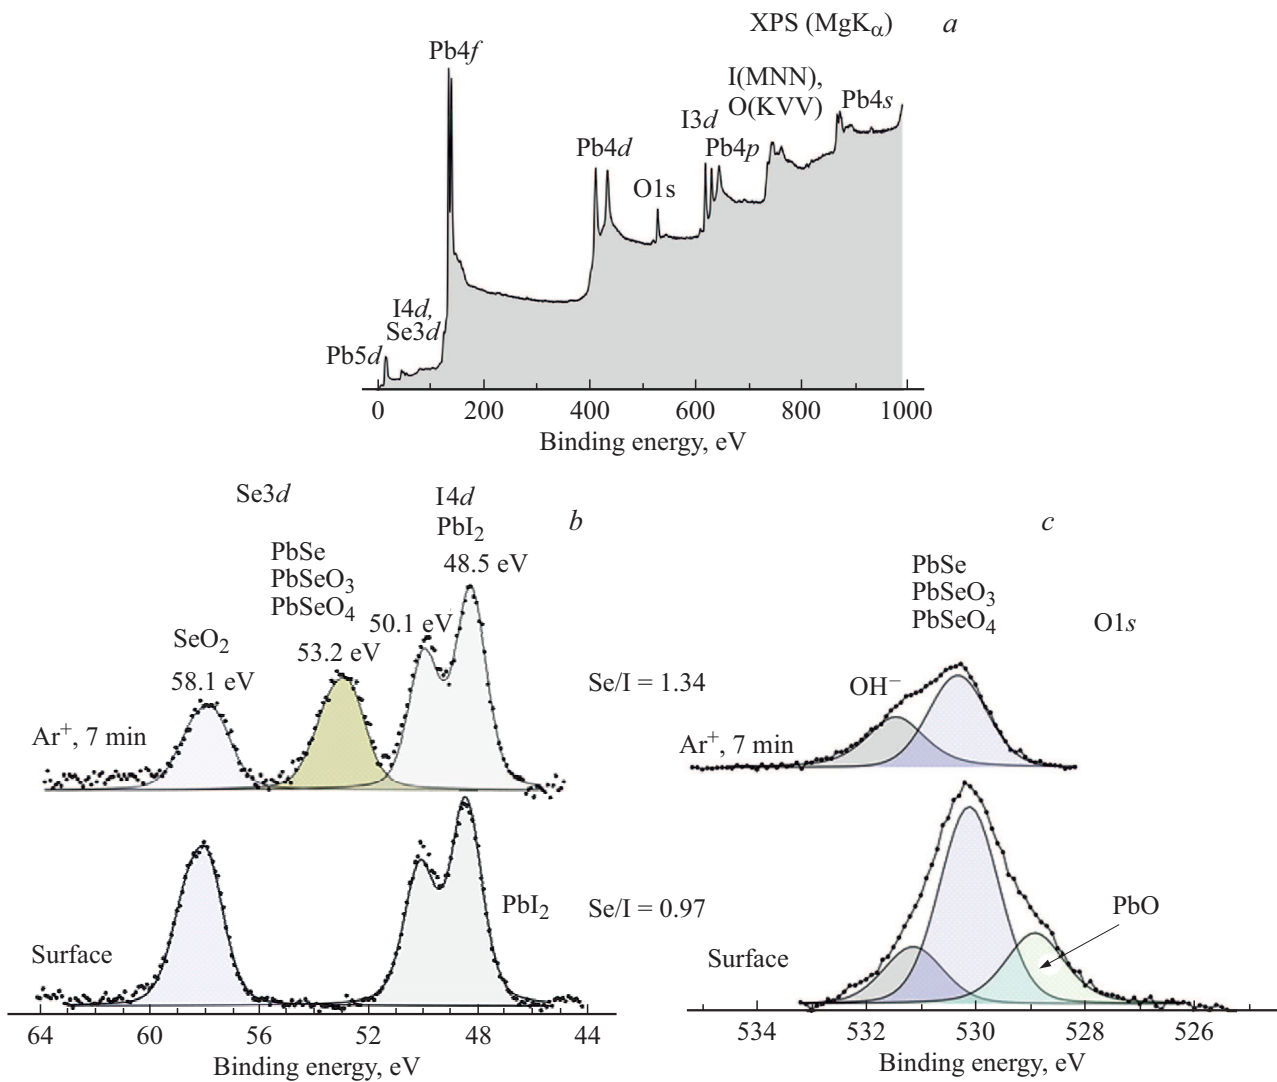 XPS (MgKα) a
Pb4f
I(MNN),
O(KVV)
Pb4s
I3d
Pb4d
Pb4p
O1s
I4d,
Se3d
Pb5d
0 200 400 600 800 1000
Binding energy, eV
Se3d
I4d
PbI₂
48.5 eV
b
PbSe
PbSeO₃
PbSeO₄
50.1 eV
SeO₂
58.1 eV
53.2 eV
Se/I = 1.34
Ar⁺, 7 min
PbI₂
Se/I = 0.97
Surface
64 60 56 52 48 44
Binding energy, eV
c
PbSe
PbSeO₃
PbSeO₄
O1s
OH⁻
Ar⁺, 7 min
PbO
Surface
534 532 530 528 526
Binding energy, eV